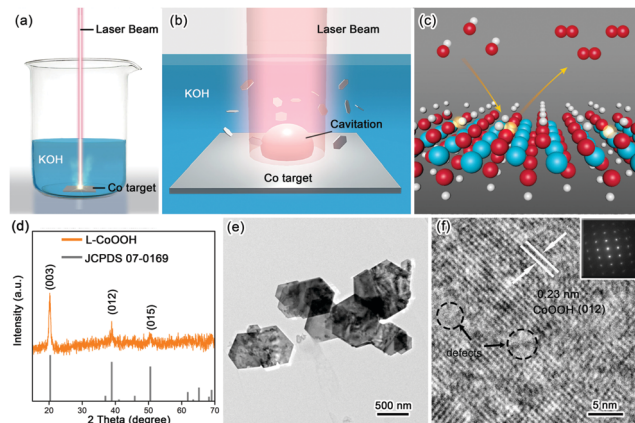 (a)
Laser Beam
KOH
Co target
(b)
Laser Beam
KOH
Cavitation
Co target
(c)
(d)
L-CoOOH
JCPDS 07-0169
(003)
(012)
(015)
Intensity (a.u.)
20
30
40
50
60
70
2 Theta (degree)
(e)
500 nm
(f)
0.23 nm
CoOOH (012)
defects
5 nm